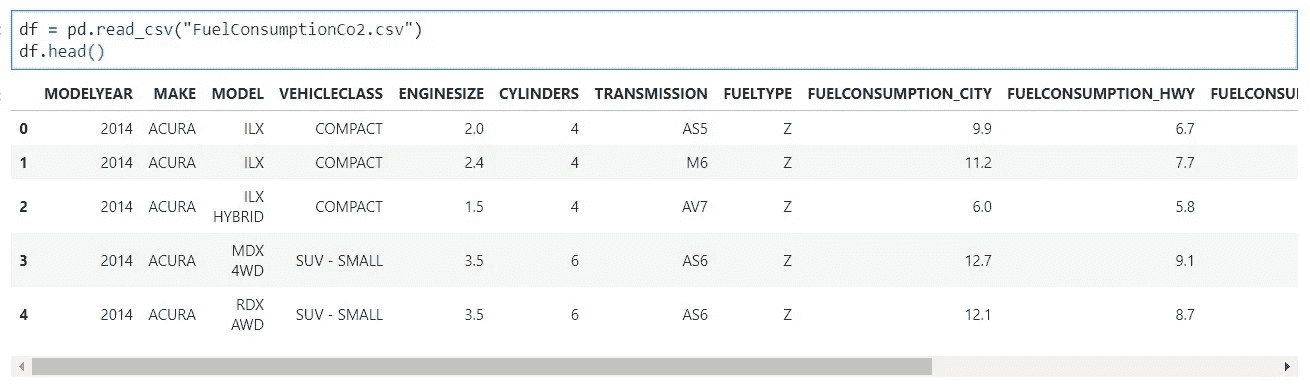 df = pd.read_csv("FuelConsumptionCo2.csv")
df.head()
MODELYEAR MAKE MODEL VEHICLECLASS ENGINESIZE CYLINDERS TRANSMISSION FUELTYPE FUELCONSUMPTION_CITY FUELCONSUMPTION_HWY FUELCONSU
0 2014 ACURA ILX COMPACT 2.0 4 AS5 Z 9.9 6.7
1 2014 ACURA ILX COMPACT 2.4 4 M6 Z 11.2 7.7
2 2014 ACURA ILX HYBRID COMPACT 1.5 4 AV7 Z 6.0 5.8
3 2014 ACURA MDX 4WD SUV - SMALL 3.5 6 AS6 Z 12.7 9.1
4 2014 ACURA RDX AWD SUV - SMALL 3.5 6 AS6 Z 12.1 8.7